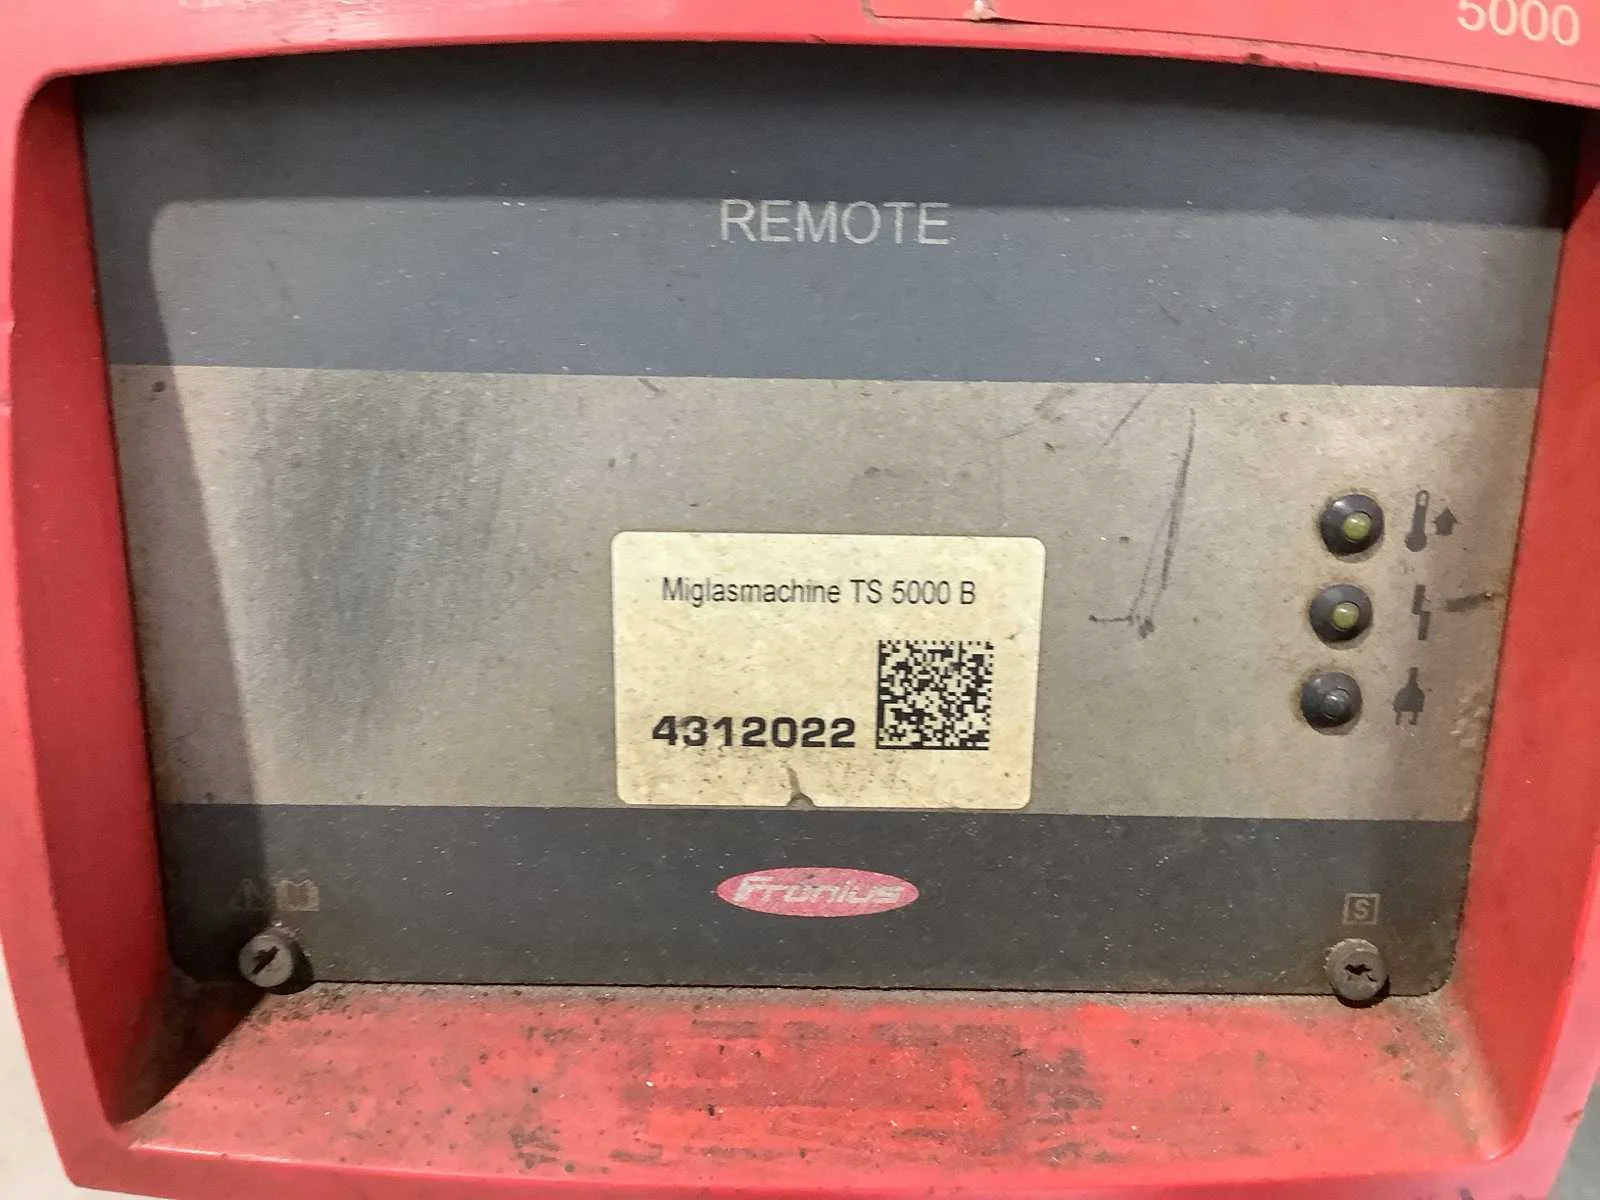 5000
REMOTE
Miglasmachine TS 5000 B
4312022
Fronius
S